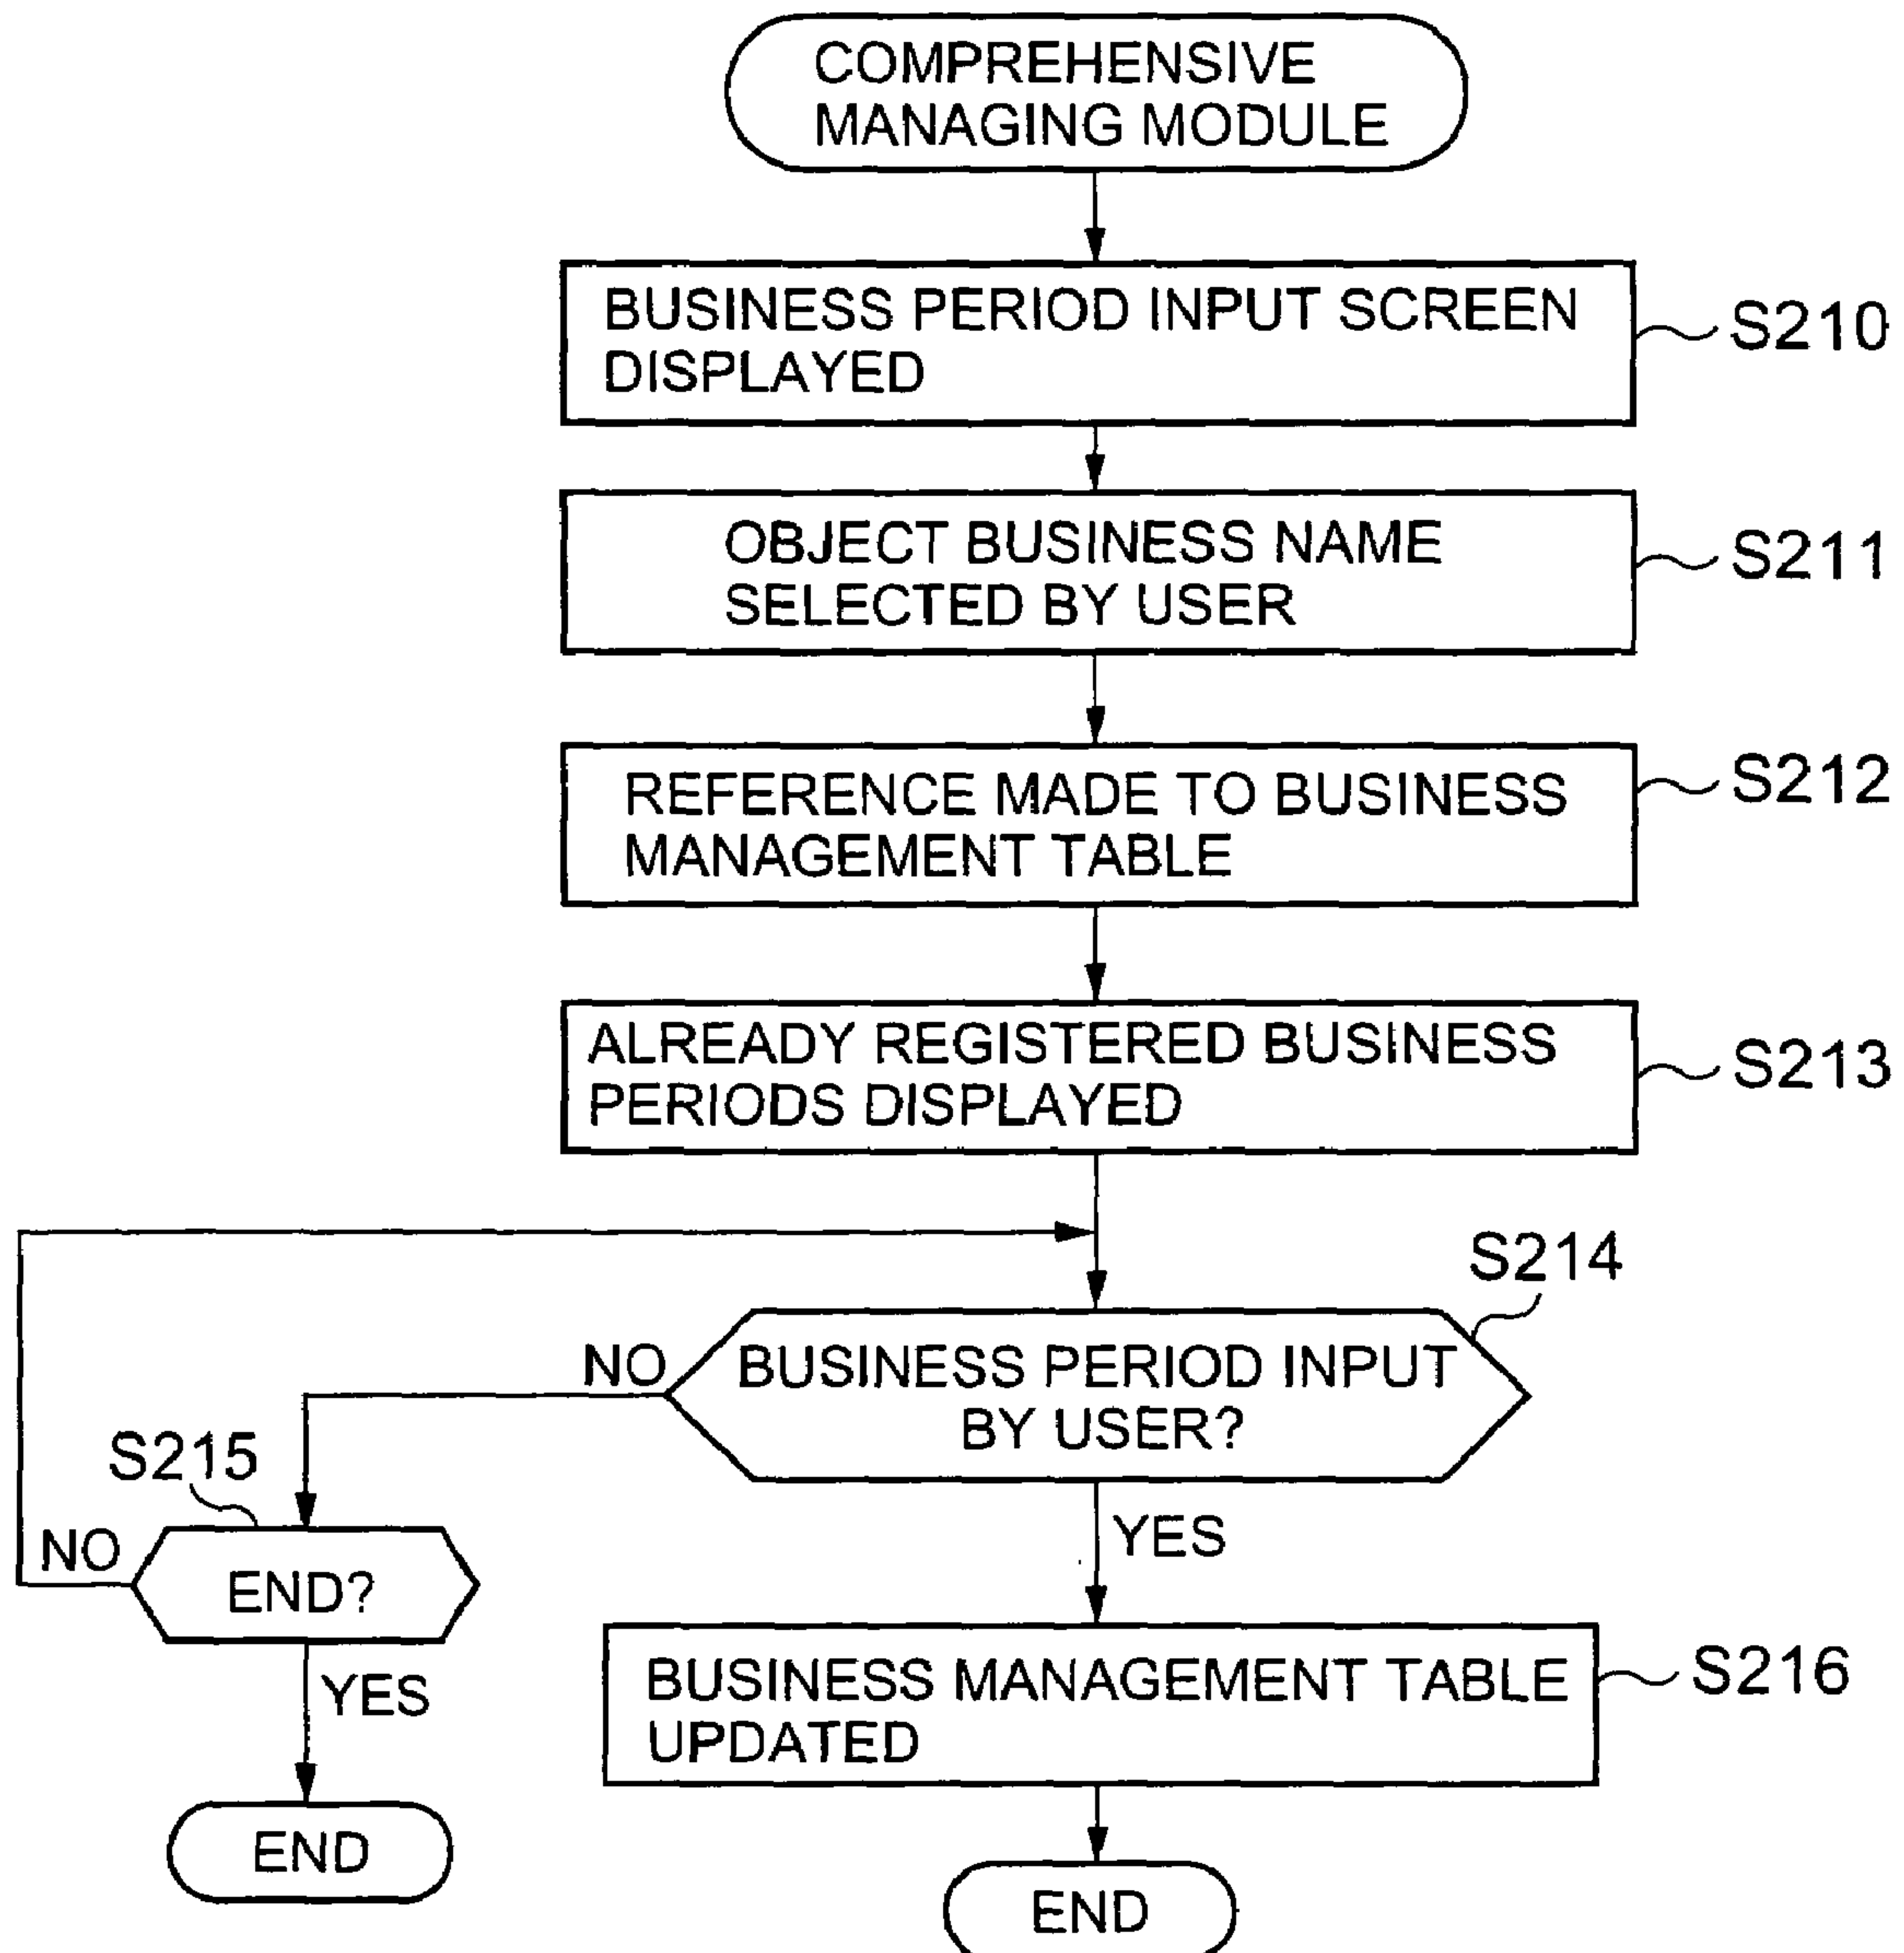 COMPREHENSIVE
MANAGING MODULE
BUSINESS PERIOD INPUT SCREEN
DISPLAYED
S210
OBJECT BUSINESS NAME
SELECTED BY USER
S211
REFERENCE MADE TO BUSINESS
MANAGEMENT TABLE
S212
ALREADY REGISTERED BUSINESS
PERIODS DISPLAYED
S213
S214
NO
BUSINESS PERIOD INPUT
BY USER?
S215
NO
END?
YES
YES
BUSINESS MANAGEMENT TABLE
UPDATED
S216
END
END